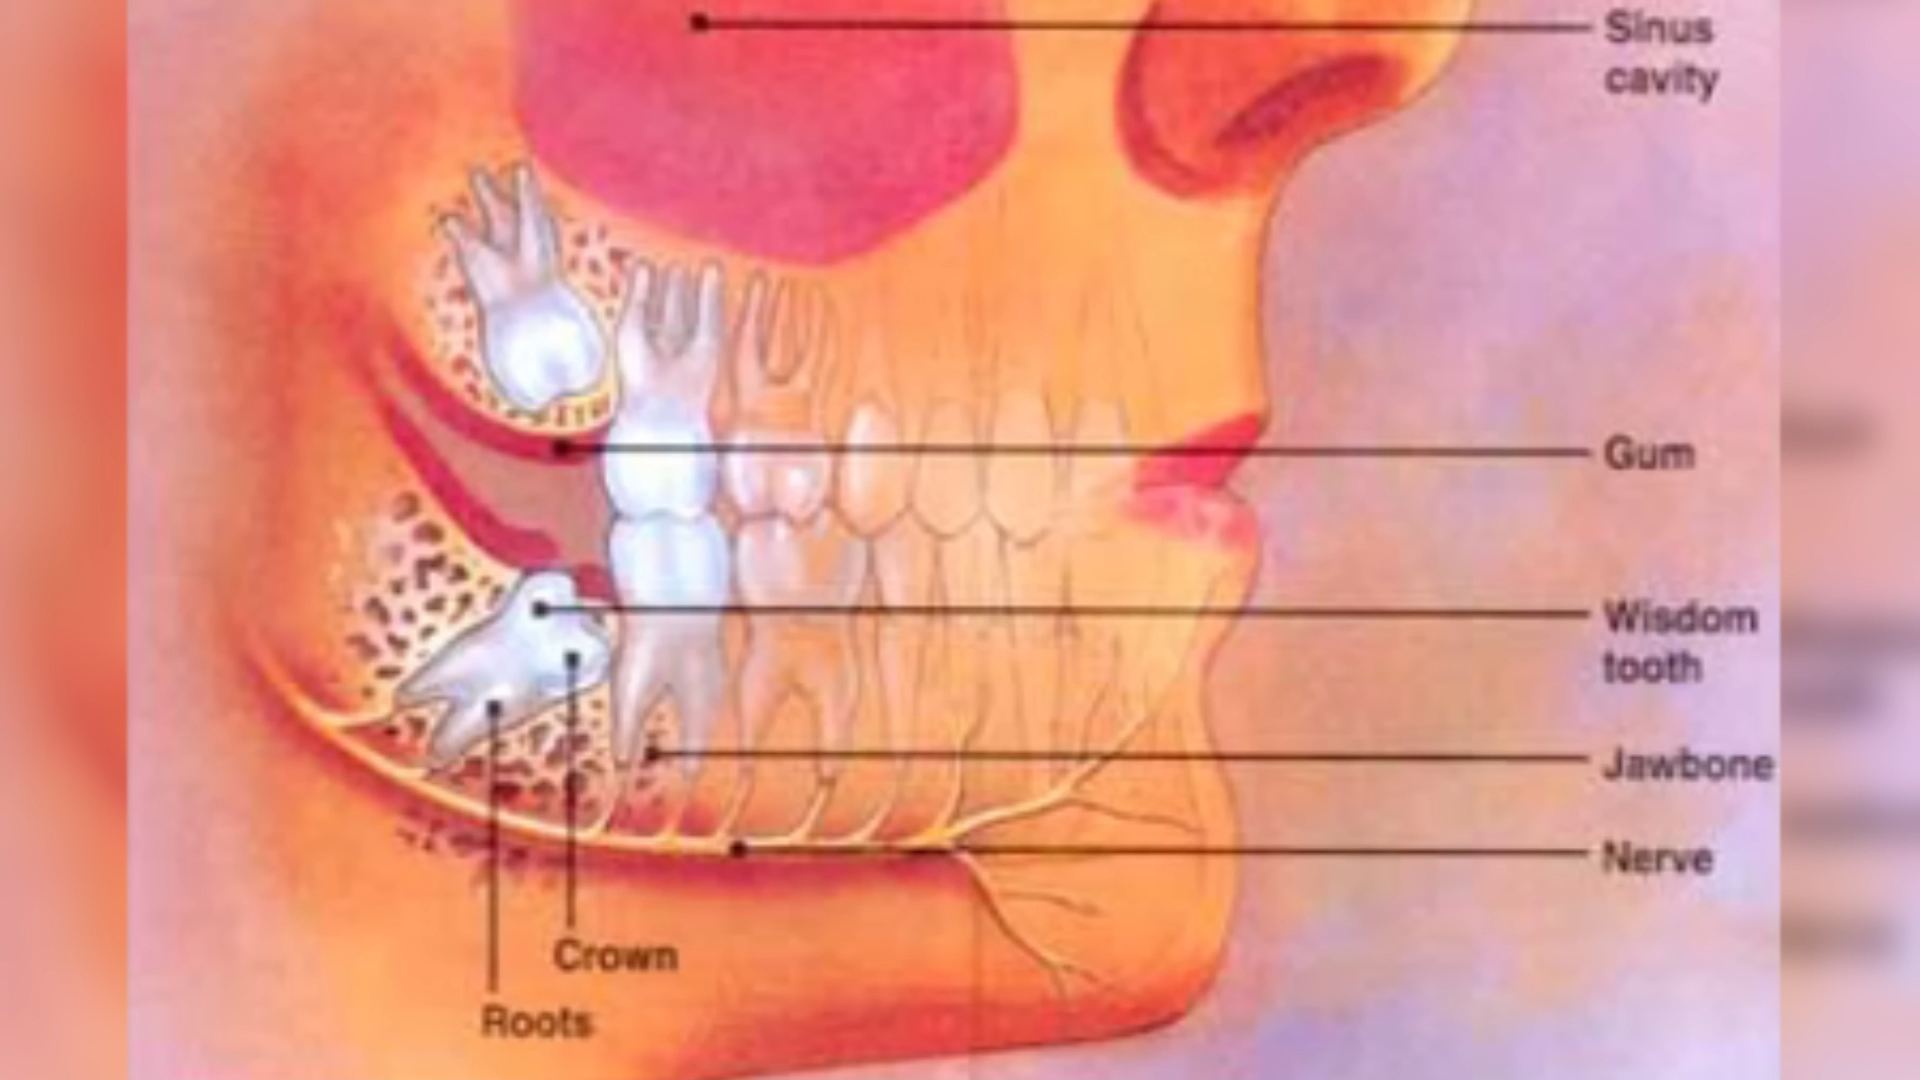 Sinus
cavity
Gum
Wisdom
tooth
Jawbone
Nerve
Crown
Roots